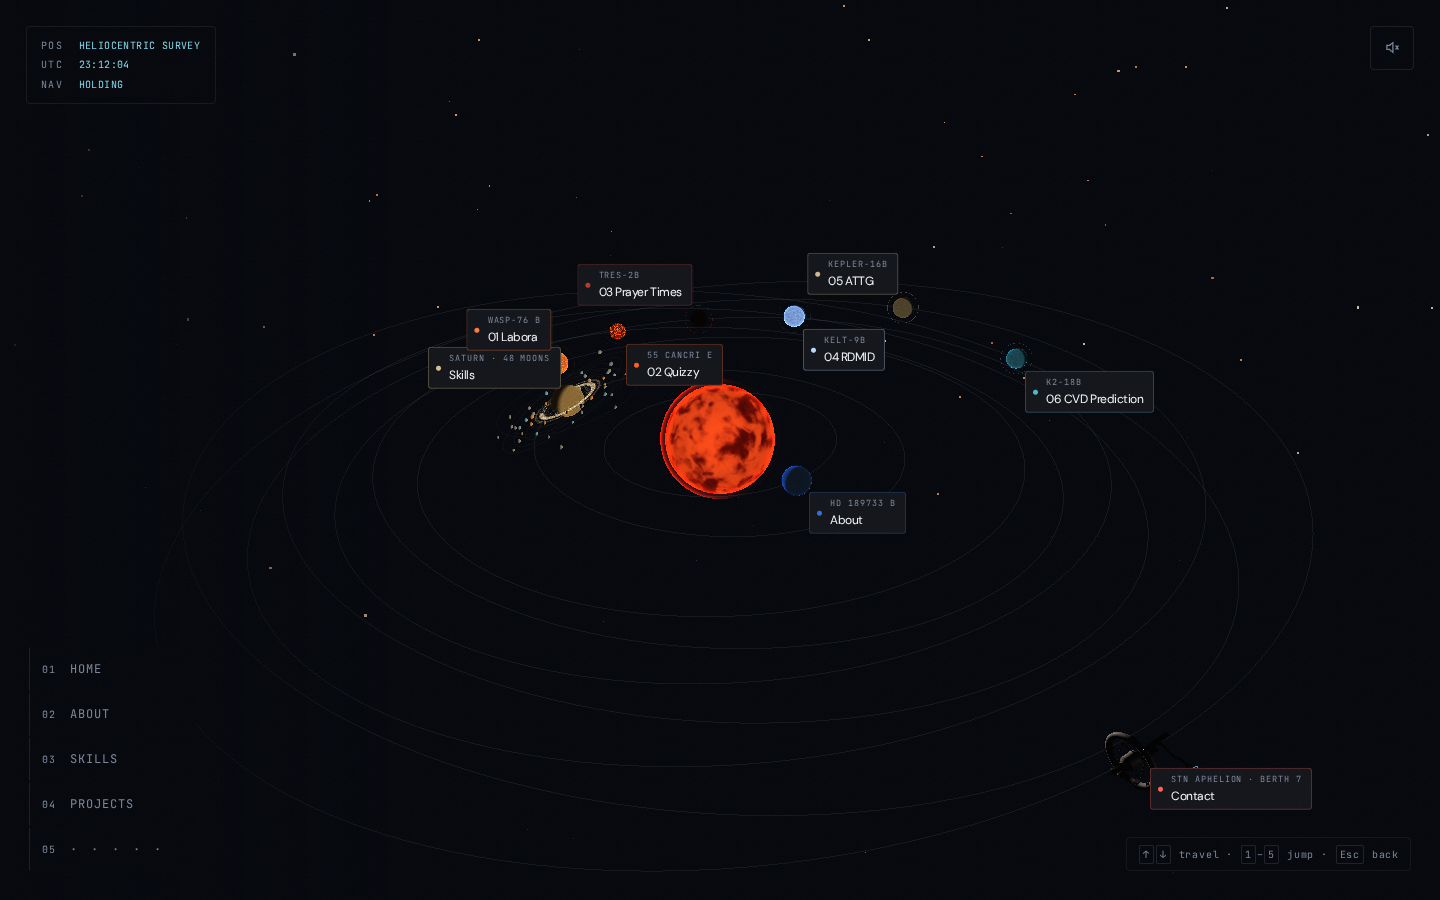 POS HELIOCENTRIC SURVEY
UTC 23:12:04
NAV HOLDING
KEPLER-16B
05 ATTG
TRES-2B
03 Prayer Times
WASP-76 B
01 Labora
SATURN · 48 MOONS
Skills
55 CANCRI E
02 Quizzy
KELT-9B
04 RDMID
K2-18B
06 CVD Prediction
HD 189733 B
About
01 HOME
02 ABOUT
03 SKILLS
04 PROJECTS
05 · · · · ·
STN APHELION · BERTH 7
Contact
↑ ↓ travel · 1 – 5 jump · Esc back